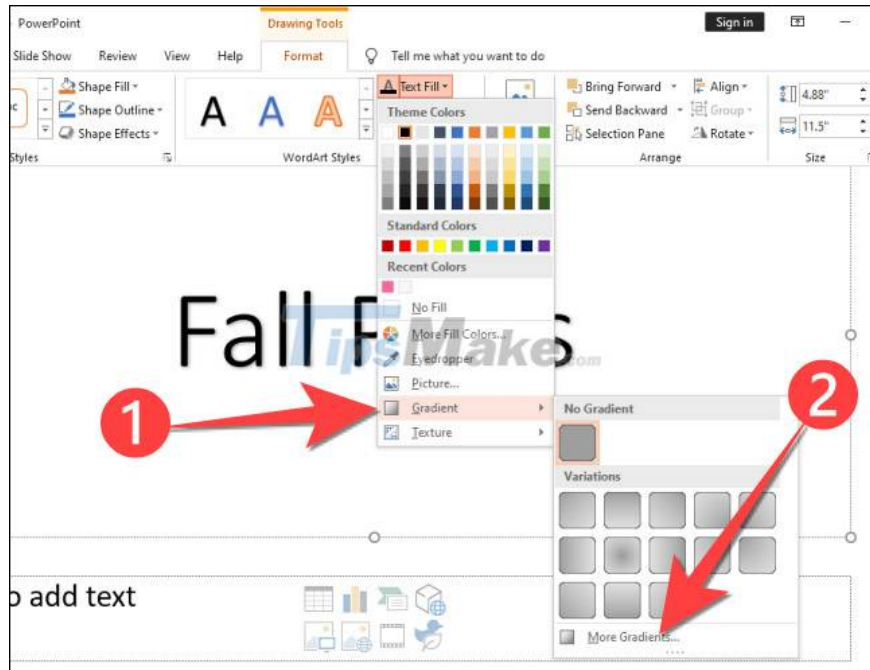 PowerPoint Drawing Tools Sign in
Slide Show Review View Help Format Tell me what you want to do
Shape Fill
Shape Outline
Shape Effects
A A A
Text Fill
Bring Forward
Send Backward
Selection Pane
Align
Group
Rotate
4.88"
11.5"
Styles WordArt Styles Arrange Size
Theme Colors
Standard Colors
Recent Colors
No Fill
More Fill Colors...
Eyedropper
Picture...
Gradient
Texture
Fall F s
TipsMake.com
1
2
No Gradient
Variations
More Gradients...
o add text